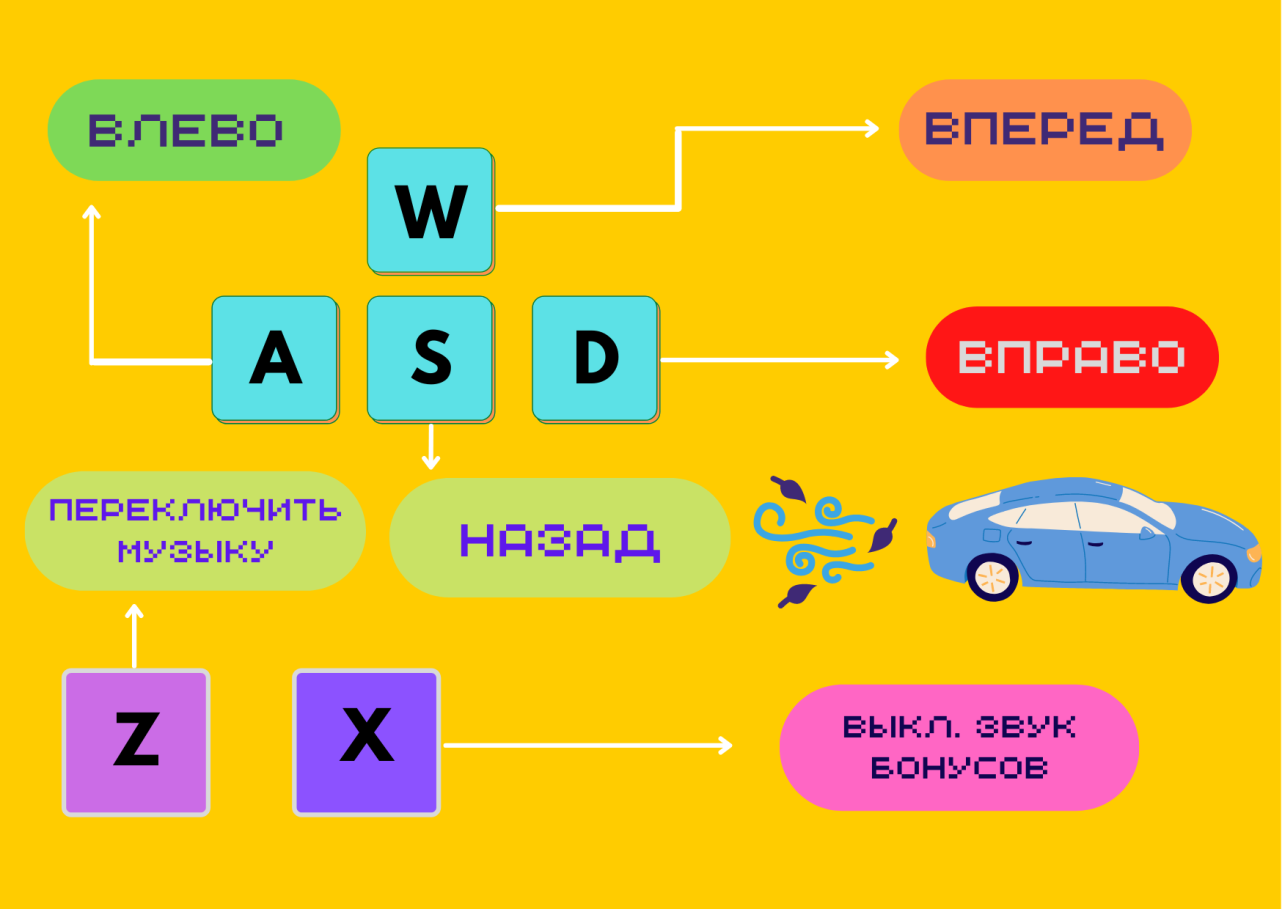 ВЛЕВО
ВПЕРЕД
W
A
S
D
ВПРАВО
ПЕРЕКЛЮЧИТЬ
МУЗЫКУ
НАЗАД
Z
X
ВЫКЛ. ЗВУК
БОНУСОВ